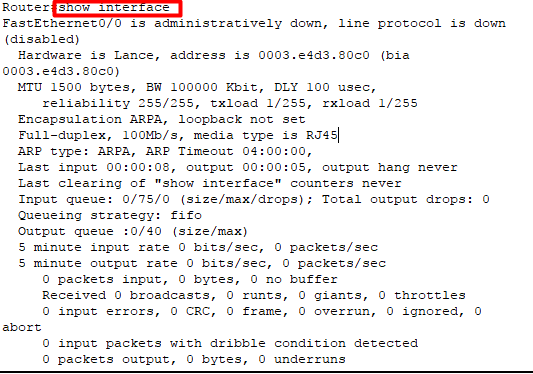 Router#show interface
FastEthernet0/0 is administratively down, line protocol is down
(disabled)
Hardware is Lance, address is 0003.e4d3.80c0 (bia
0003.e4d3.80c0)
MTU 1500 bytes, BW 100000 Kbit, DLY 100 usec,
reliability 255/255, txload 1/255, rxload 1/255
Encapsulation ARPA, loopback not set
Full-duplex, 100Mb/s, media type is RJ45
ARP type: ARPA, ARP Timeout 04:00:00,
Last input 00:00:08, output 00:00:05, output hang never
Last clearing of "show interface" counters never
Input queue: 0/75/0 (size/max/drops); Total output drops: 0
Queueing strategy: fifo
Output queue :0/40 (size/max)
5 minute input rate 0 bits/sec, 0 packets/sec
5 minute output rate 0 bits/sec, 0 packets/sec
0 packets input, 0 bytes, 0 no buffer
Received 0 broadcasts, 0 runts, 0 giants, 0 throttles
0 input errors, 0 CRC, 0 frame, 0 overrun, 0 ignored, 0
abort
0 input packets with dribble condition detected
0 packets output, 0 bytes, 0 underruns